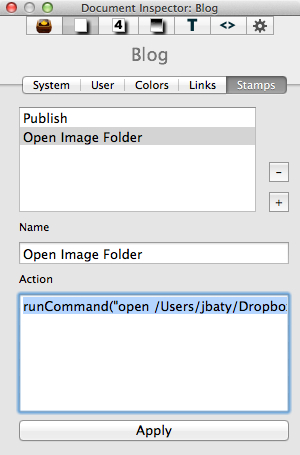 Document Inspector: Blog
4 T <>
Blog
System User Colors Links Stamps
Publish
Open Image Folder
-
+
Name
Open Image Folder
Action
runCommand("open /Users/jbaty/Dropbo
Apply